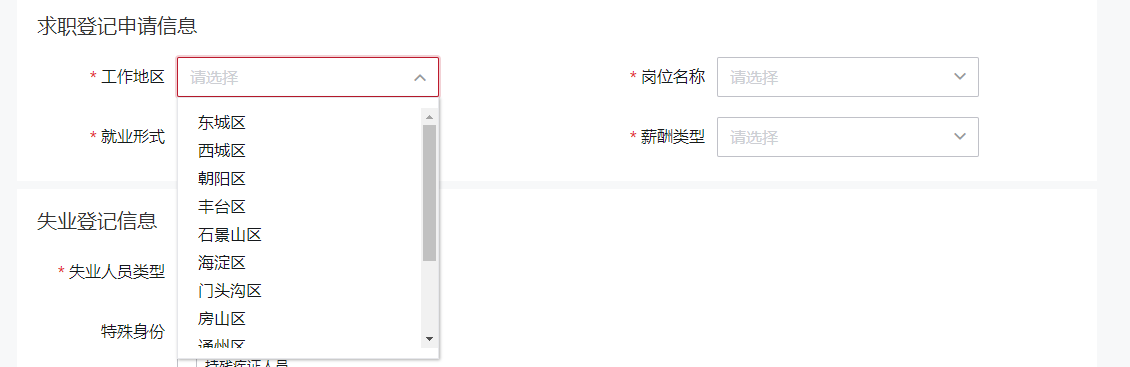 求职登记申请信息
* 工作地区 请选择
* 岗位名称 请选择
* 就业形式
* 薪酬类型 请选择
东城区
西城区
朝阳区
丰台区
石景山区
海淀区
门头沟区
房山区
通州区
失业登记信息
* 失业人员类型
特殊身份